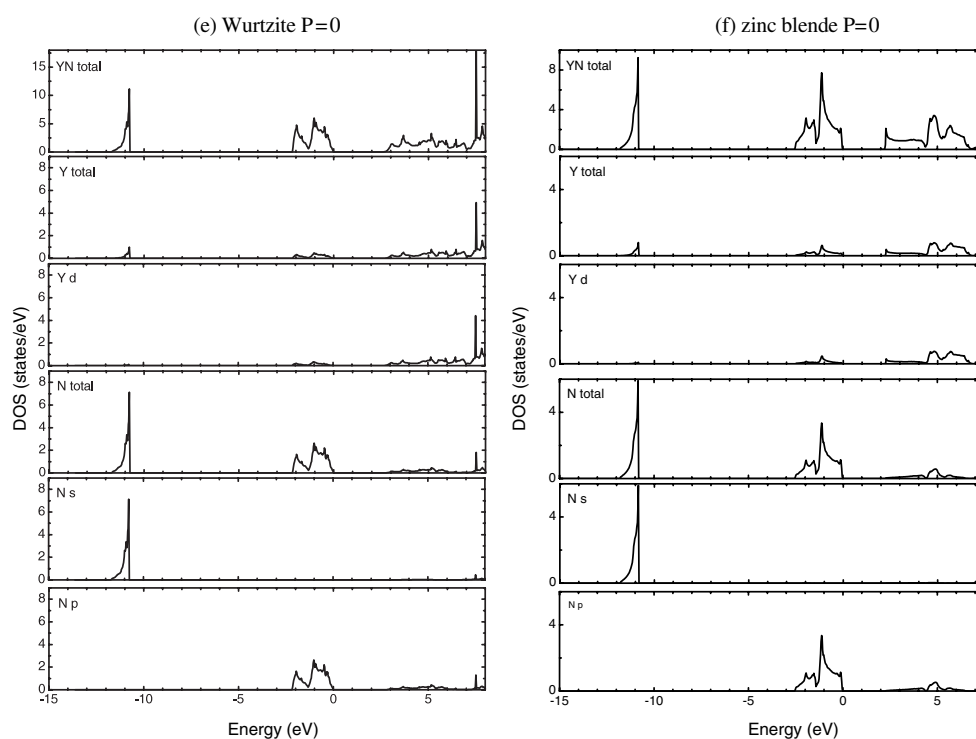 (e) Wurtzite P=0
(f) zinc blende P=0
DOS (states/eV)
15
10
5
0
YN total
8
6
4
2
0
Y total
8
6
4
2
0
Y d
8
6
4
2
0
N total
8
6
4
2
0
N s
8
6
4
2
0
N p
-15 -10 -5 0 5
Energy (eV)
DOS (states/eV)
8
4
0
YN total
4
0
Y total
4
0
Y d
4
0
N total
4
0
N s
4
0
N p
-15 -10 -5 0 5
Energy (eV)